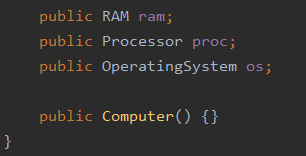 public RAM ram;
public Processor proc;
public OperatingSystem os;
public Computer() {}
}